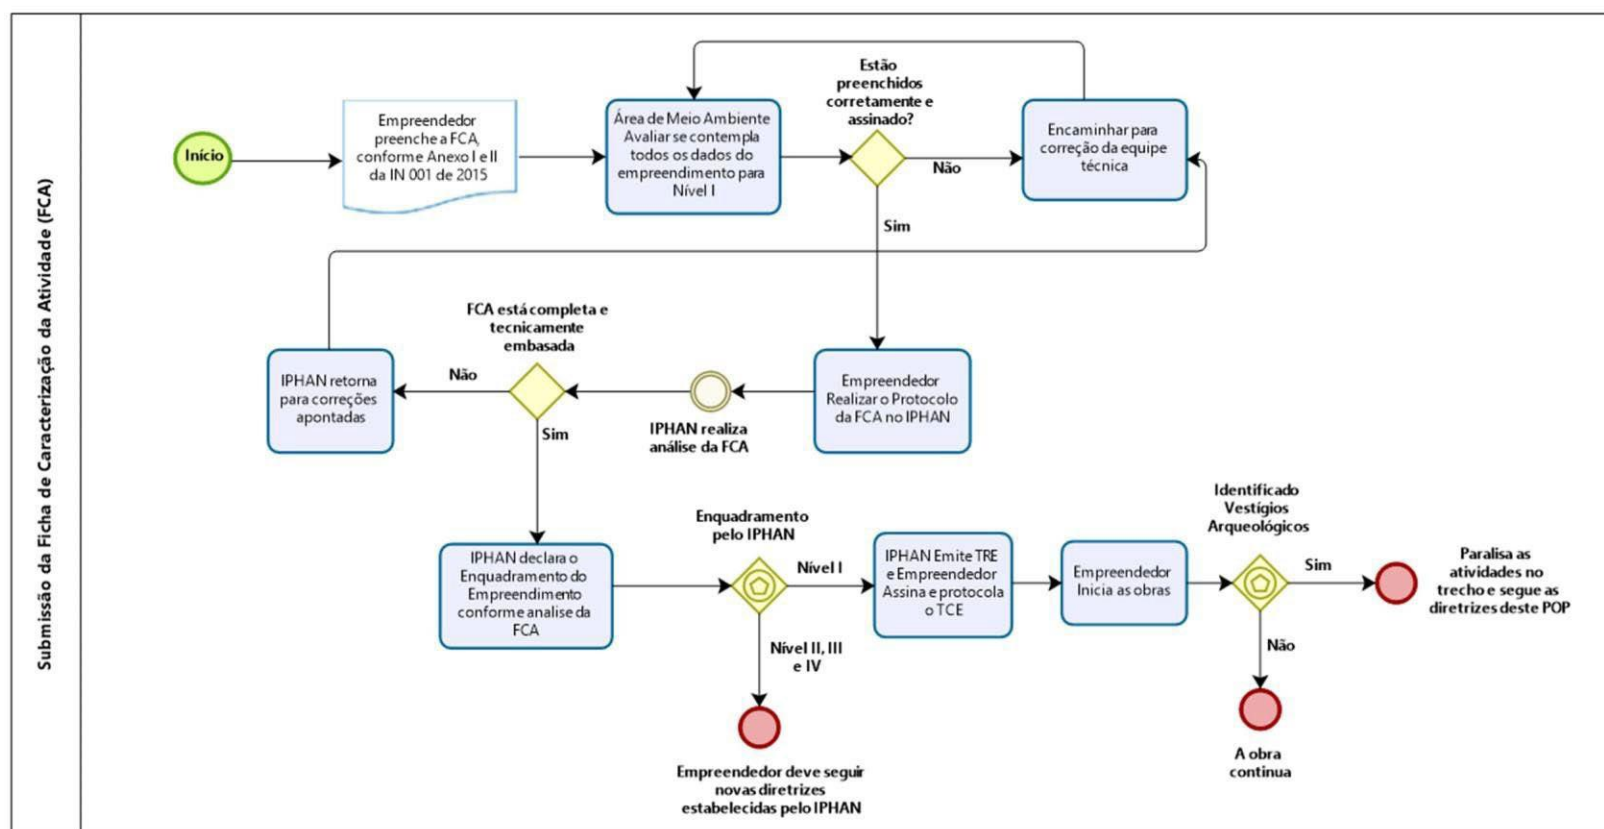 Submissão da Ficha de Caracterização da Atividade (FCA)
Início
Empreendedor
preenche a FCA,
conforme Anexo I e II
da IN 001 de 2015
Área de Meio Ambiente
Avaliar se contempla
todos os dados do
empreendimento para
Nível I
Estão
preenchidos
corretamente e
assinado?
Não
Encaminhar para
correção da equipe
técnica
Sim
Empreendedor
Realizar o Protocolo
da FCA no IPHAN
IPHAN realiza
análise da FCA
FCA está completa e
tecnicamente
embasada
Não
IPHAN retorna
para correções
apontadas
Sim
IPHAN declara o
Enquadramento do
Empreendimento
conforme analise da
FCA
Enquadramento
pelo IPHAN
Nível I
Nível II, III
e IV
Empreendedor deve seguir
novas diretrizes
estabelecidas pelo IPHAN
IPHAN Emite TRE
e Empreendedor
Assina e protocola
o TCE
Empreendedor
Inicia as obras
Identificado
Vestígios
Arqueológicos
Sim
Paralisa as
atividades no
trecho e segue as
diretrizes deste POP
Não
A obra
continua